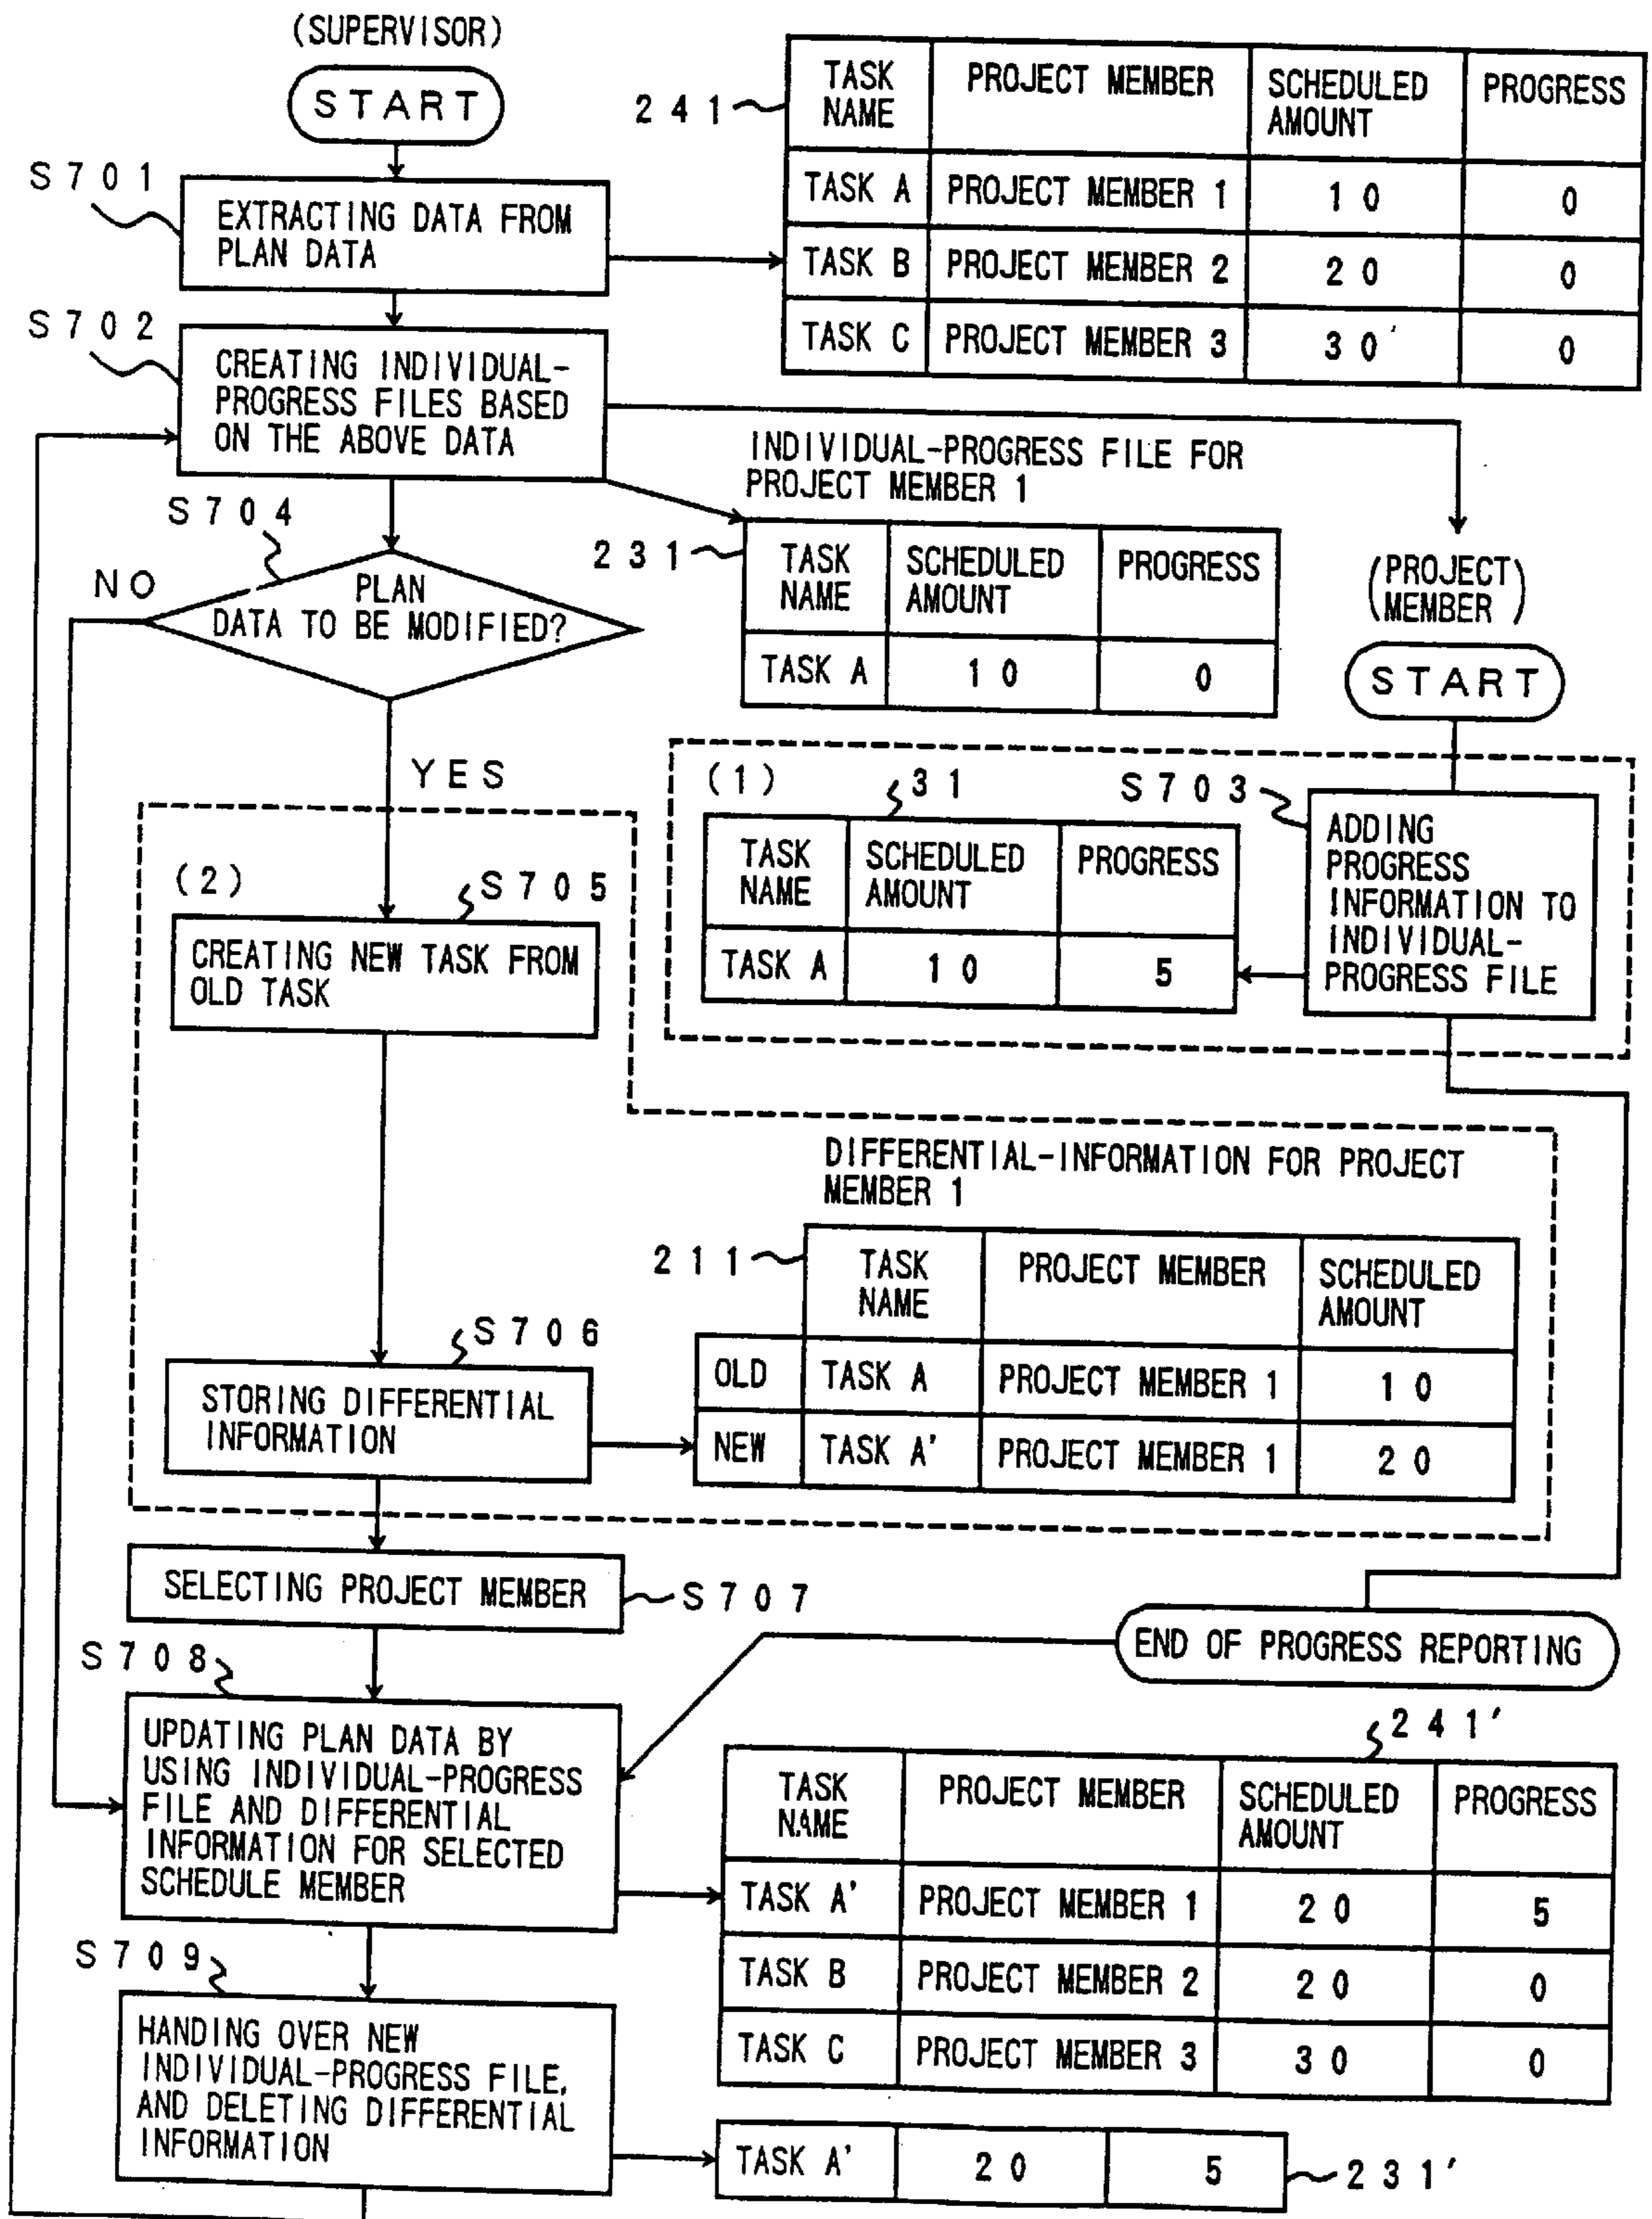 (SUPERVISOR)
START
S701
EXTRACTING DATA FROM
PLAN DATA
241
TASK NAME PROJECT MEMBER SCHEDULED AMOUNT PROGRESS
TASK A PROJECT MEMBER 1 10 0
TASK B PROJECT MEMBER 2 20 0
TASK C PROJECT MEMBER 3 30 0
S702
CREATING INDIVIDUAL-
PROGRESS FILES BASED
ON THE ABOVE DATA
INDIVIDUAL-PROGRESS FILE FOR
PROJECT MEMBER 1
231
TASK NAME SCHEDULED AMOUNT PROGRESS
TASK A 10 0
S704
NO
PLAN
DATA TO BE MODIFIED?
YES
(PROJECT
MEMBER)
START
(1)
31
S703
TASK NAME SCHEDULED AMOUNT PROGRESS
TASK A 10 5
ADDING
PROGRESS
INFORMATION TO
INDIVIDUAL-
PROGRESS FILE
(2)
S705
CREATING NEW TASK FROM
OLD TASK
DIFFERENTIAL-INFORMATION FOR PROJECT
MEMBER 1
211
TASK NAME PROJECT MEMBER SCHEDULED AMOUNT
OLD TASK A PROJECT MEMBER 1 10
NEW TASK A' PROJECT MEMBER 1 20
S706
STORING DIFFERENTIAL
INFORMATION
SELECTING PROJECT MEMBER
S707
END OF PROGRESS REPORTING
S708
UPDATING PLAN DATA BY
USING INDIVIDUAL-PROGRESS
FILE AND DIFFERENTIAL
INFORMATION FOR SELECTED
SCHEDULE MEMBER
241'
TASK NAME PROJECT MEMBER SCHEDULED AMOUNT PROGRESS
TASK A' PROJECT MEMBER 1 20 5
TASK B PROJECT MEMBER 2 20 0
TASK C PROJECT MEMBER 3 30 0
S709
HANDING OVER NEW
INDIVIDUAL-PROGRESS FILE,
AND DELETING DIFFERENTIAL
INFORMATION
TASK A' 20 5
231'